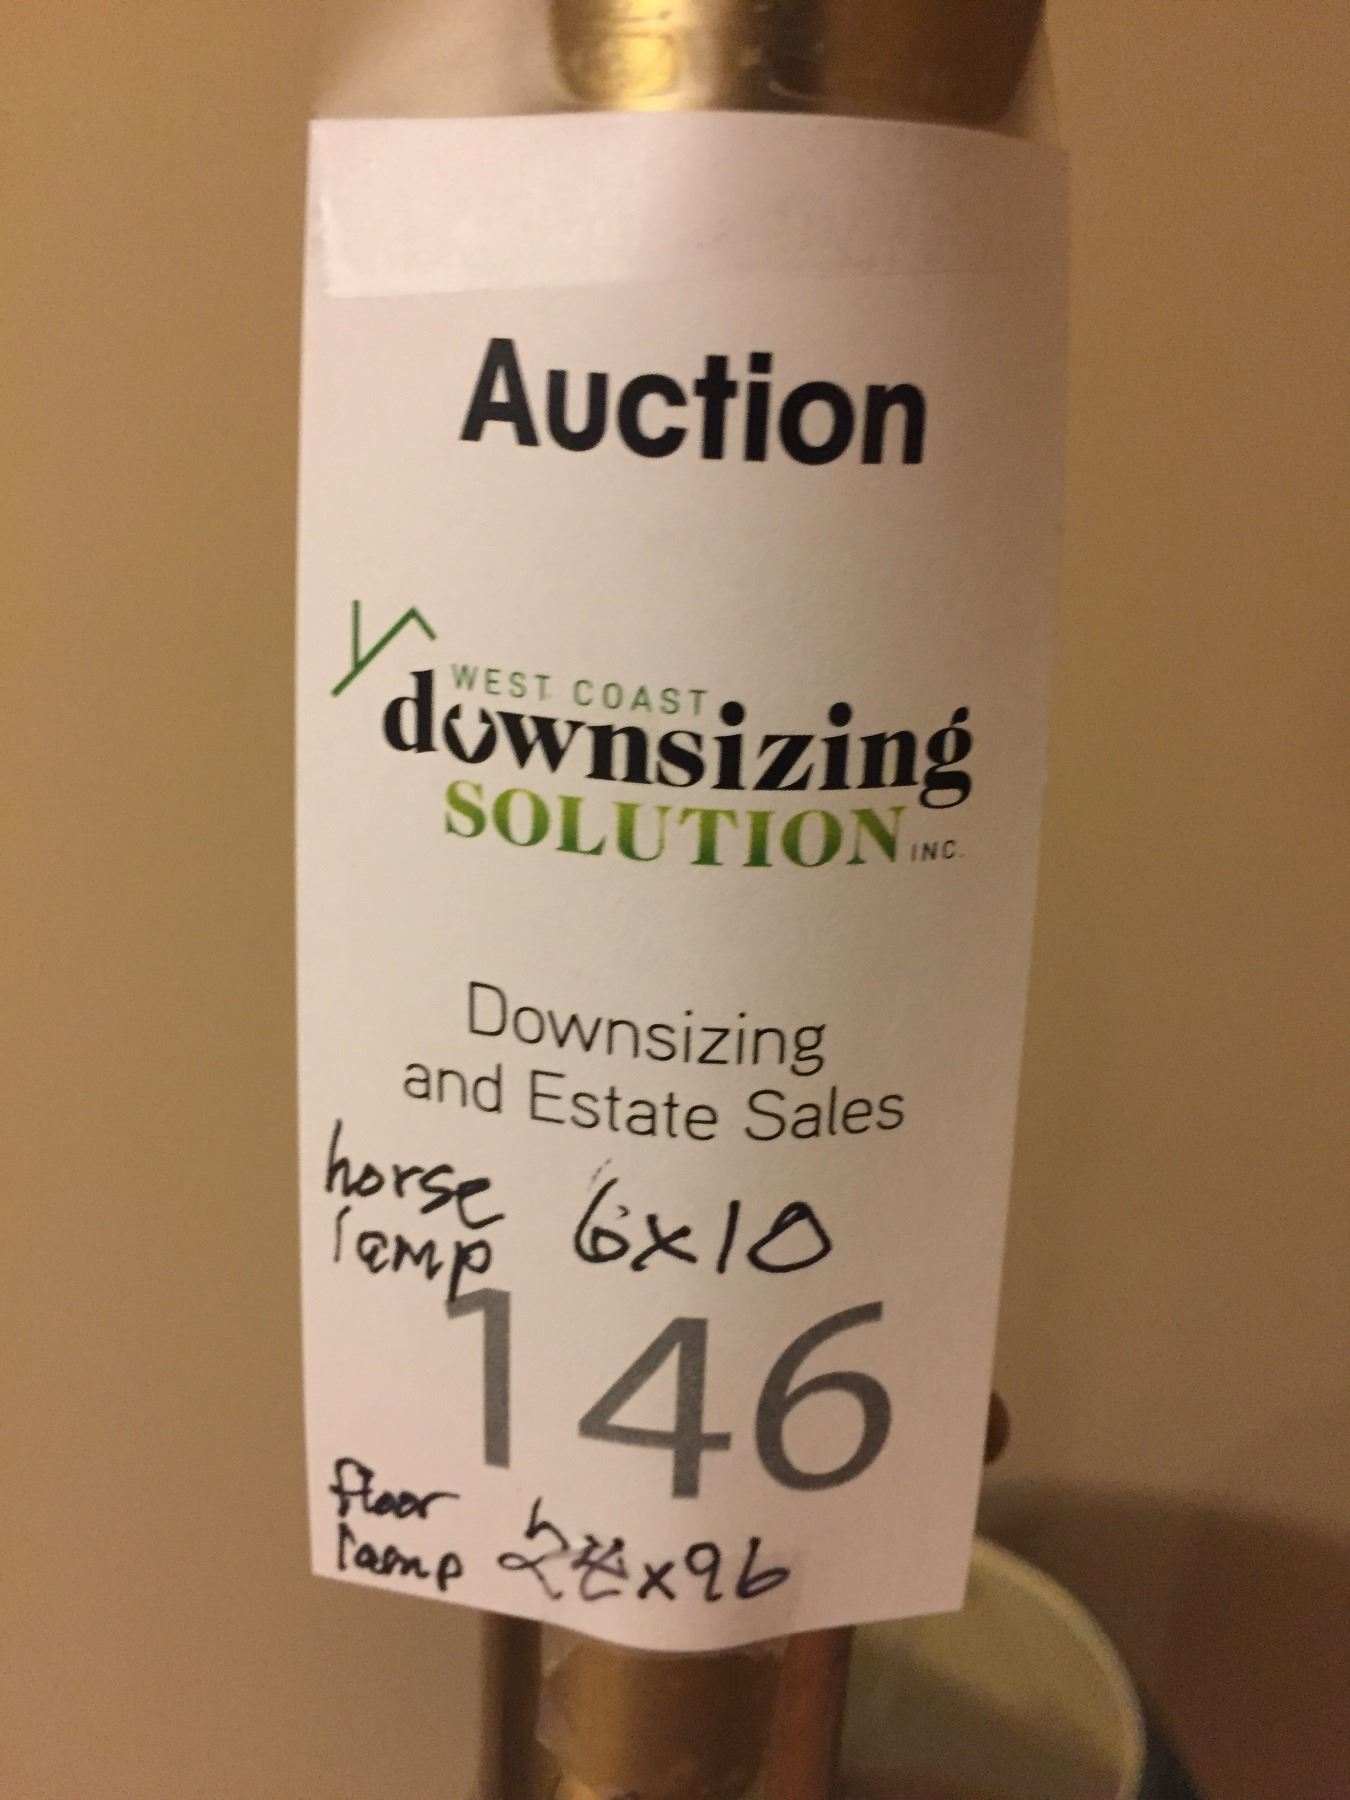 Auction
WEST COAST
downsizing
SOLUTION INC.
Downsizing
and Estate Sales
horse
lamp 6x10
146
floor
lamp x96